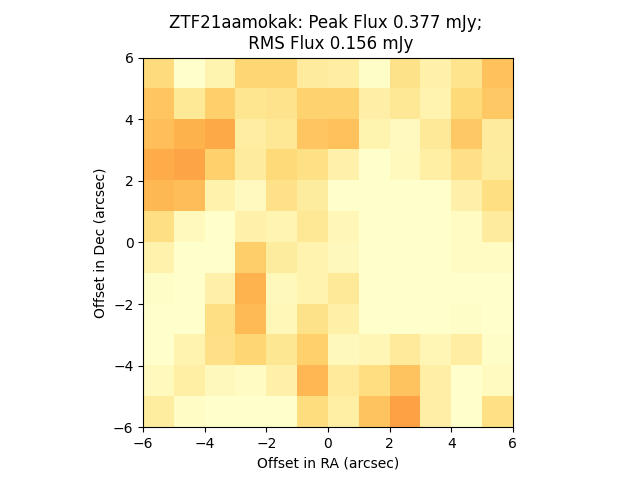 ZTF21aamokak: Peak Flux 0.377 mJy;
RMS Flux 0.156 mJy
6
4
2
0
−2
−4
−6
Offset in Dec (arcsec)
−6 −4 −2 0 2 4 6
Offset in RA (arcsec)